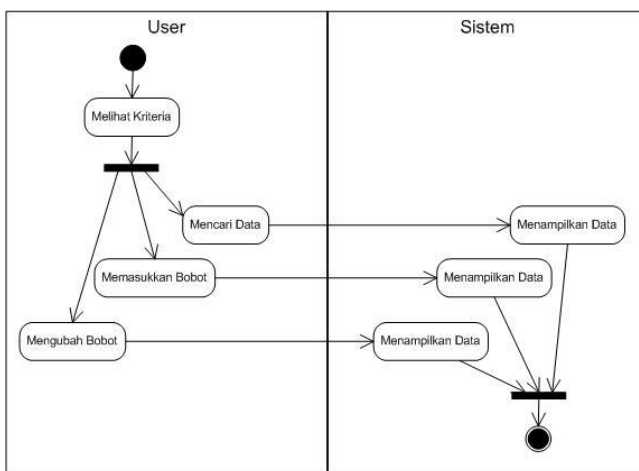 User
Sistem
Melihat Kriteria
Mencari Data
Menampilkan Data
Memasukkan Bobot
Menampilkan Data
Mengubah Bobot
Menampilkan Data